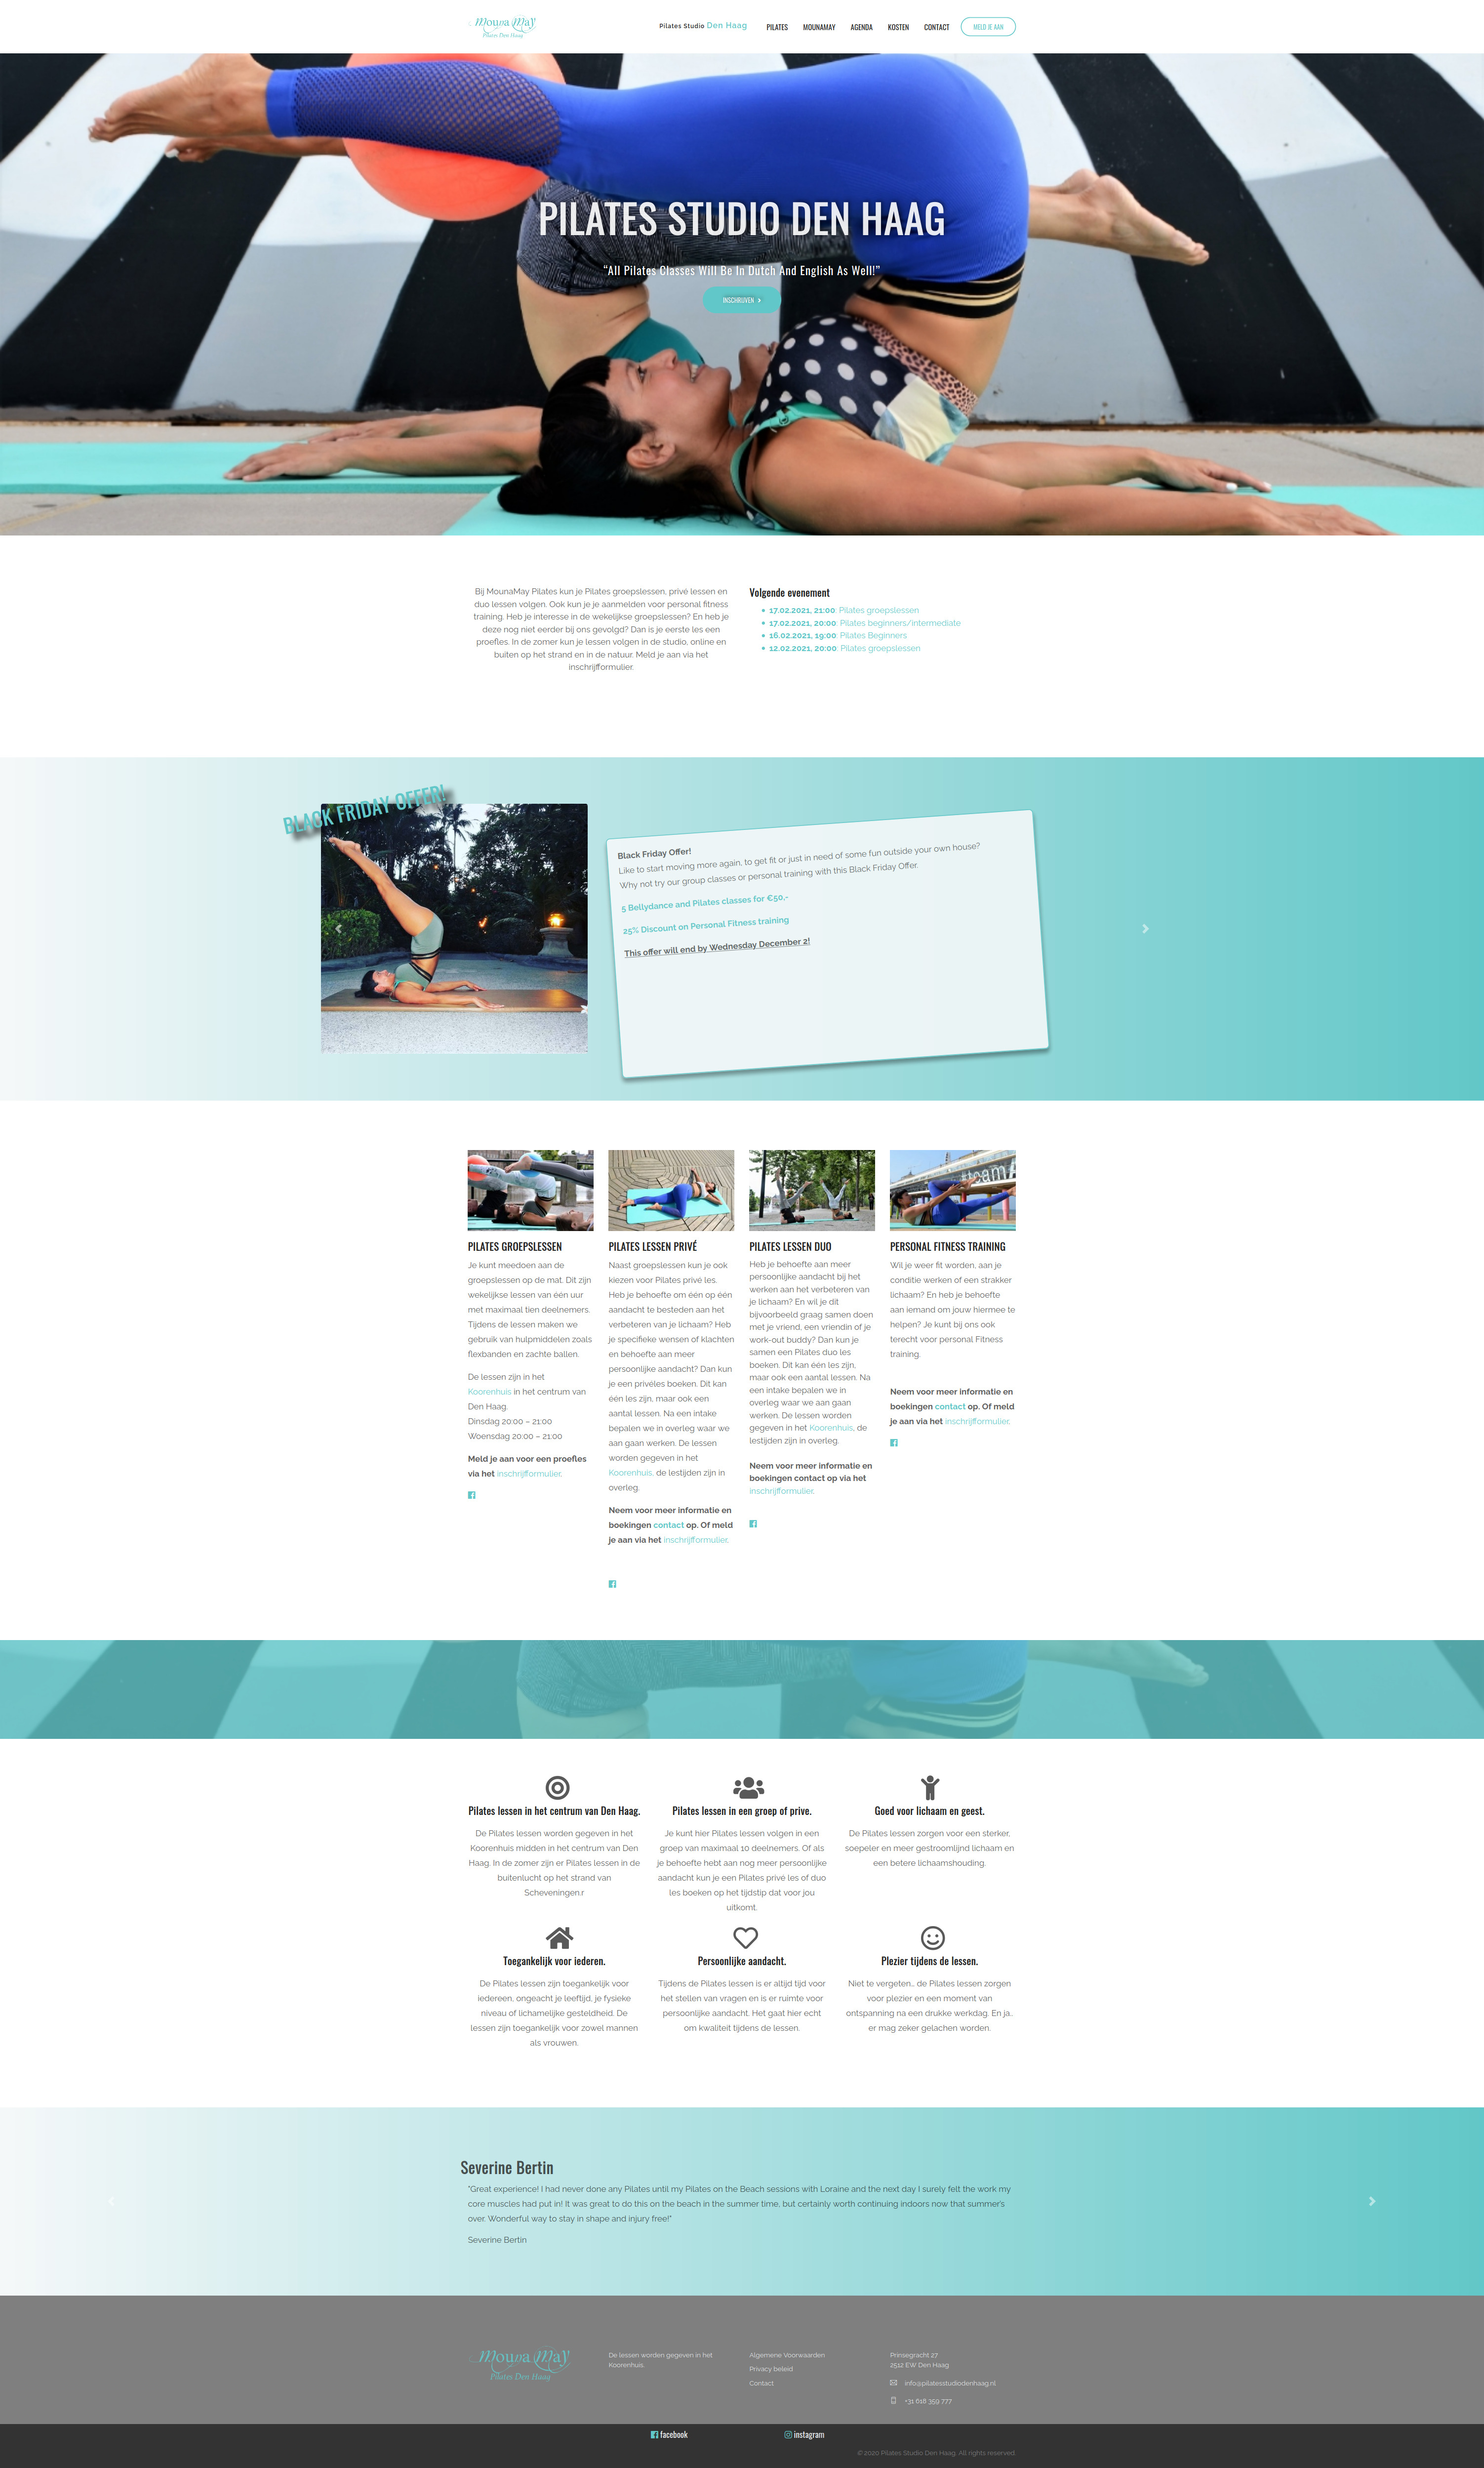 MounaMay
Pilates Den Haag
Pilates Studio Den Haag
PILATES
MOUNAMAY
AGENDA
KOSTEN
CONTACT
MELD JE AAN
PILATES STUDIO DEN HAAG
“All Pilates Classes Will Be In Dutch And English As Well!”
INSCHRIJVEN
Bij MounaMay Pilates kun je Pilates groepslessen, privé lessen en
duo lessen volgen. Ook kun je je aanmelden voor personal fitness
training. Heb je interesse in de wekelijkse groepslessen? En heb je
deze nog niet eerder bij ons gevolgd? Dan is je eerste les een
proefles. In de zomer kun je lessen volgen in de studio, online en
buiten op het strand en in de natuur. Meld je aan via het
inschrijfformulier.
Volgende evenement
17.02.2021, 21:00: Pilates groepslessen
17.02.2021, 20:00: Pilates beginners/intermediate
16.02.2021, 19:00: Pilates Beginners
12.02.2021, 20:00: Pilates groepslessen
BLACK FRIDAY OFFER!
Black Friday Offer!
Like to start moving more again, to get fit or just in need of some fun outside your own house?
Why not try our group classes or personal training with this Black Friday Offer.
5 Bellydance and Pilates classes for €50,-
25% Discount on Personal Fitness training
This offer will end by Wednesday December 2!
team
PILATES GROEPSLESSEN
Je kunt meedoen aan de
groepslessen op de mat. Dit zijn
wekelijkse lessen van één uur
met maximaal tien deelnemers.
Tijdens de lessen maken we
gebruik van hulpmiddelen zoals
flexbanden en zachte ballen.
De lessen zijn in het
Koorenhuis in het centrum van
Den Haag.
Dinsdag 20:00 – 21:00
Woensdag 20:00 – 21:00
Meld je aan voor een proefles
via het inschrijfformulier.
PILATES LESSEN PRIVÉ
Naast groepslessen kun je ook
kiezen voor Pilates privé les.
Heb je behoefte om één op één
aandacht te besteden aan het
verbeteren van je lichaam? Heb
je specifieke wensen of klachten
en behoefte aan meer
persoonlijke aandacht? Dan kun
je een privéles boeken. Dit kan
één les zijn, maar ook een
aantal lessen. Na een intake
bepalen we in overleg waar we
aan gaan werken. De lessen
worden gegeven in het
Koorenhuis. de lestijden zijn in
overleg.
Neem voor meer informatie en
boekingen contact op. Of meld
je aan via het inschrijfformulier.
PILATES LESSEN DUO
Heb je behoefte aan meer
persoonlijke aandacht bij het
werken aan het verbeteren van
je lichaam? En wil je dit
bijvoorbeeld graag samen doen
met je vriend, een vriendin of je
work-out buddy? Dan kun je
samen een Pilates duo les
boeken. Dit kan één les zijn,
maar ook een aantal lessen. Na
een intake bepalen we in
overleg waar we aan gaan
werken. De lessen worden
gegeven in het Koorenhuis, de
lestijden zijn in overleg.
Neem voor meer informatie en
boekingen contact op via het
inschrijfformulier.
PERSONAL FITNESS TRAINING
Wil je weer fit worden, aan je
conditie werken of een strakker
lichaam? En heb je behoefte
aan iemand om jouw hiermee te
helpen? Je kunt bij ons ook
terecht voor personal Fitness
training.
Neem voor meer informatie en
boekingen contact op. Of meld
je aan via het inschrijfformulier.
Pilates lessen in het centrum van Den Haag.
De Pilates lessen worden gegeven in het
Koorenhuis midden in het centrum van Den
Haag. In de zomer zijn er Pilates lessen in de
buitenlucht op het strand van
Scheveningen.r
Pilates lessen in een groep of prive.
Je kunt hier Pilates lessen volgen in een
groep van maximaal 10 deelnemers. Of als
je behoefte hebt aan nog meer persoonlijke
aandacht kun je een Pilates privé les of duo
les boeken op het tijdstip dat voor jou
uitkomt.
Goed voor lichaam en geest.
De Pilates lessen zorgen voor een sterker,
soepeler en meer gestroomlijnd lichaam en
een betere lichaamshouding.
Toegankelijk voor iederen.
De Pilates lessen zijn toegankelijk voor
iedereen, ongeacht je leeftijd, je fysieke
niveau of lichamelijke gesteldheid. De
lessen zijn toegankelijk voor zowel mannen
als vrouwen.
Persoonlijke aandacht.
Tijdens de Pilates lessen is er altijd tijd voor
het stellen van vragen en is er ruimte voor
persoonlijke aandacht. Het gaat hier echt
om kwaliteit tijdens de lessen.
Plezier tijdens de lessen.
Niet te vergeten… de Pilates lessen zorgen
voor plezier en een moment van
ontspanning na een drukke werkdag. En ja..
er mag zeker gelachen worden.
Severine Bertin
"Great experience! I had never done any Pilates until my Pilates on the Beach sessions with Loraine and the next day I surely felt the work my
core muscles had put in! It was great to do this on the beach in the summer time, but certainly worth continuing indoors now that summer's
over. Wonderful way to stay in shape and injury free!"
Severine Bertin
MounaMay
Pilates Den Haag
De lessen worden gegeven in het
Koorenhuis.
Algemene Voorwaarden
Privacy beleid
Contact
Prinsegracht 27
2512 EW Den Haag
info@pilatesstudiodenhaag.nl
+31 618 359 777
facebook
instagram
© 2020 Pilates Studio Den Haag. All rights reserved.